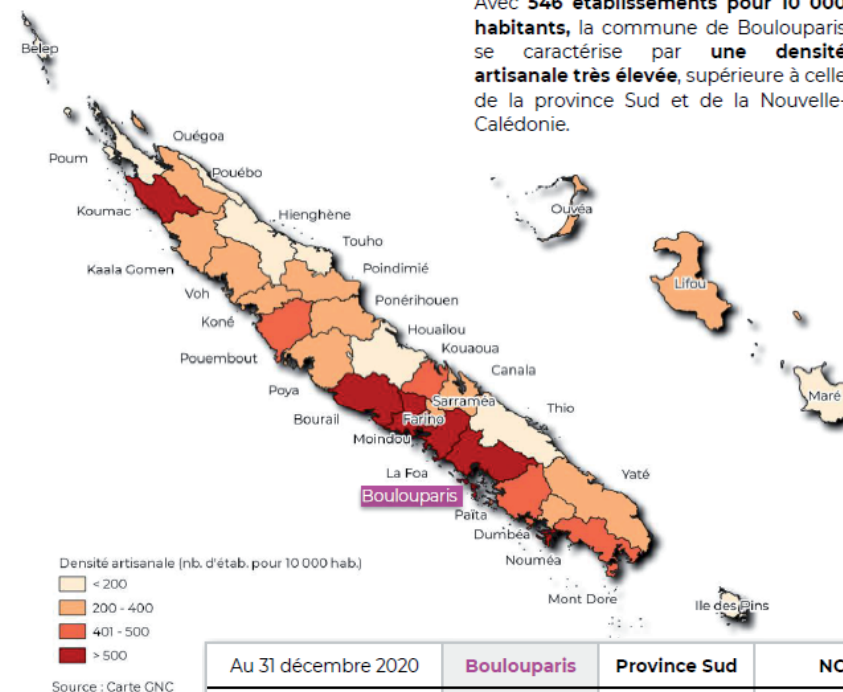 Avec 546 établissements pour 10 000
habitants, la commune de Boulouparis
se caractérise par une densité
artisanale très élevée, supérieure à celle
de la province Sud et de la Nouvelle-
Calédonie.
Belep
Ouégoa
Poum
Pouébo
Koumac
Hienghène
Ouvéa
Touho
Kaala Gomen
Poindimié
Lifou
Voh
Ponérihouen
Koné
Houaïlou
Pouembout
Kouaoua
Canala
Poya
Sarraméa
Maré
Bourail
Farino
Thio
Moindou
La Foa
Yaté
Boulouparis
Païta
Dumbéa
Nouméa
Mont Dore
Ile des Pins
Densité artisanale (nb. d'étab. pour 10 000 hab.)
< 200
200 - 400
401 - 500
> 500
Source : Carte GNC
Au 31 décembre 2020 Boulouparis Province Sud NC